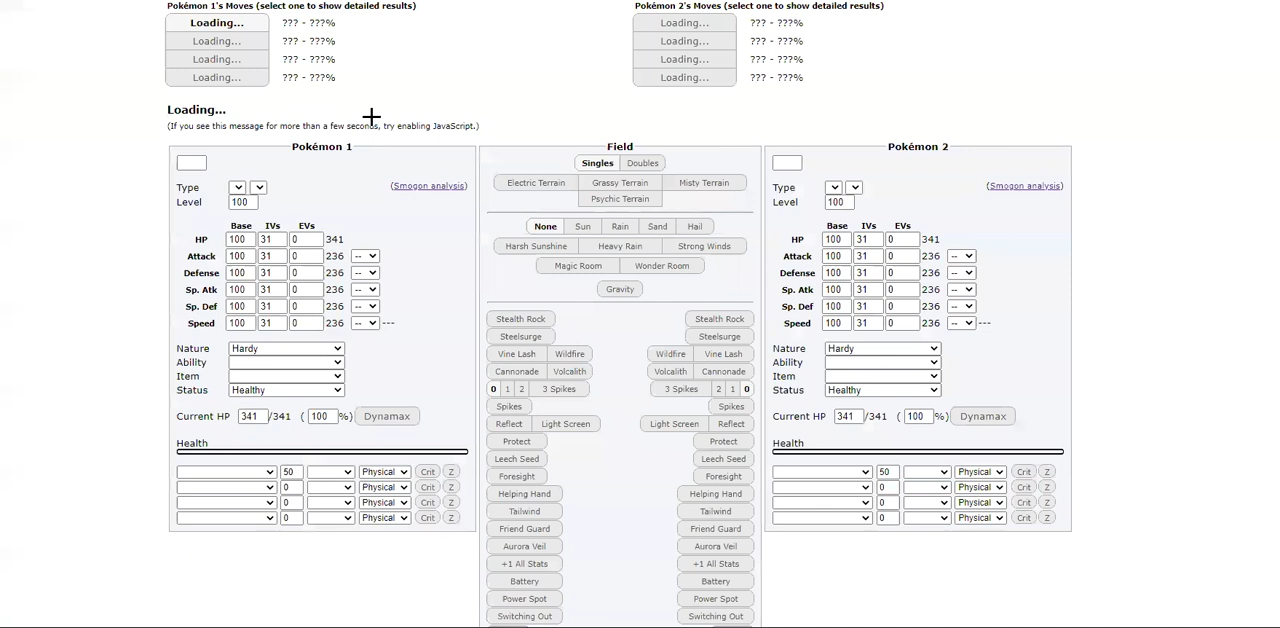 Pokémon 1's Moves (select one to show detailed results) Pokémon 2's Moves (select one to show detailed results)
Loading... ??? - ???% Loading... ??? - ???%
Loading... ??? - ???% Loading... ??? - ???%
Loading... ??? - ???% Loading... ??? - ???%
Loading... ??? - ???% Loading... ??? - ???%
Loading...
(If you see this message for more than a few seconds, try enabling JavaScript.)
Pokémon 1
Type (Smogon analysis)
Level 100
Base IVs EVs
HP 100 31 0 341
Attack 100 31 0 236 --
Defense 100 31 0 236 --
Sp. Atk 100 31 0 236 --
Sp. Def 100 31 0 236 --
Speed 100 31 0 236 -- ---
Nature Hardy
Ability
Item
Status Healthy
Current HP 341 /341 ( 100 %) Dynamax
Health
50 Physical Crit Z
0 Physical Crit Z
0 Physical Crit Z
0 Physical Crit Z
Field
Singles Doubles
Electric Terrain Grassy Terrain Misty Terrain
Psychic Terrain
None Sun Rain Sand Hail
Harsh Sunshine Heavy Rain Strong Winds
Magic Room Wonder Room
Gravity
Stealth Rock Stealth Rock
Steelsurge Steelsurge
Vine Lash Wildfire Wildfire Vine Lash
Cannonade Volcalith Volcalith Cannonade
0 1 2 3 Spikes 3 Spikes 2 1 0
Spikes Spikes
Reflect Light Screen Light Screen Reflect
Protect Protect
Leech Seed Leech Seed
Foresight Foresight
Helping Hand Helping Hand
Tailwind Tailwind
Friend Guard Friend Guard
Aurora Veil Aurora Veil
+1 All Stats +1 All Stats
Battery Battery
Power Spot Power Spot
Switching Out Switching Out
Pokémon 2
Type (Smogon analysis)
Level 100
Base IVs EVs
HP 100 31 0 341
Attack 100 31 0 236 --
Defense 100 31 0 236 --
Sp. Atk 100 31 0 236 --
Sp. Def 100 31 0 236 --
Speed 100 31 0 236 -- ---
Nature Hardy
Ability
Item
Status Healthy
Current HP 341 /341 ( 100 %) Dynamax
Health
50 Physical Crit Z
0 Physical Crit Z
0 Physical Crit Z
0 Physical Crit Z